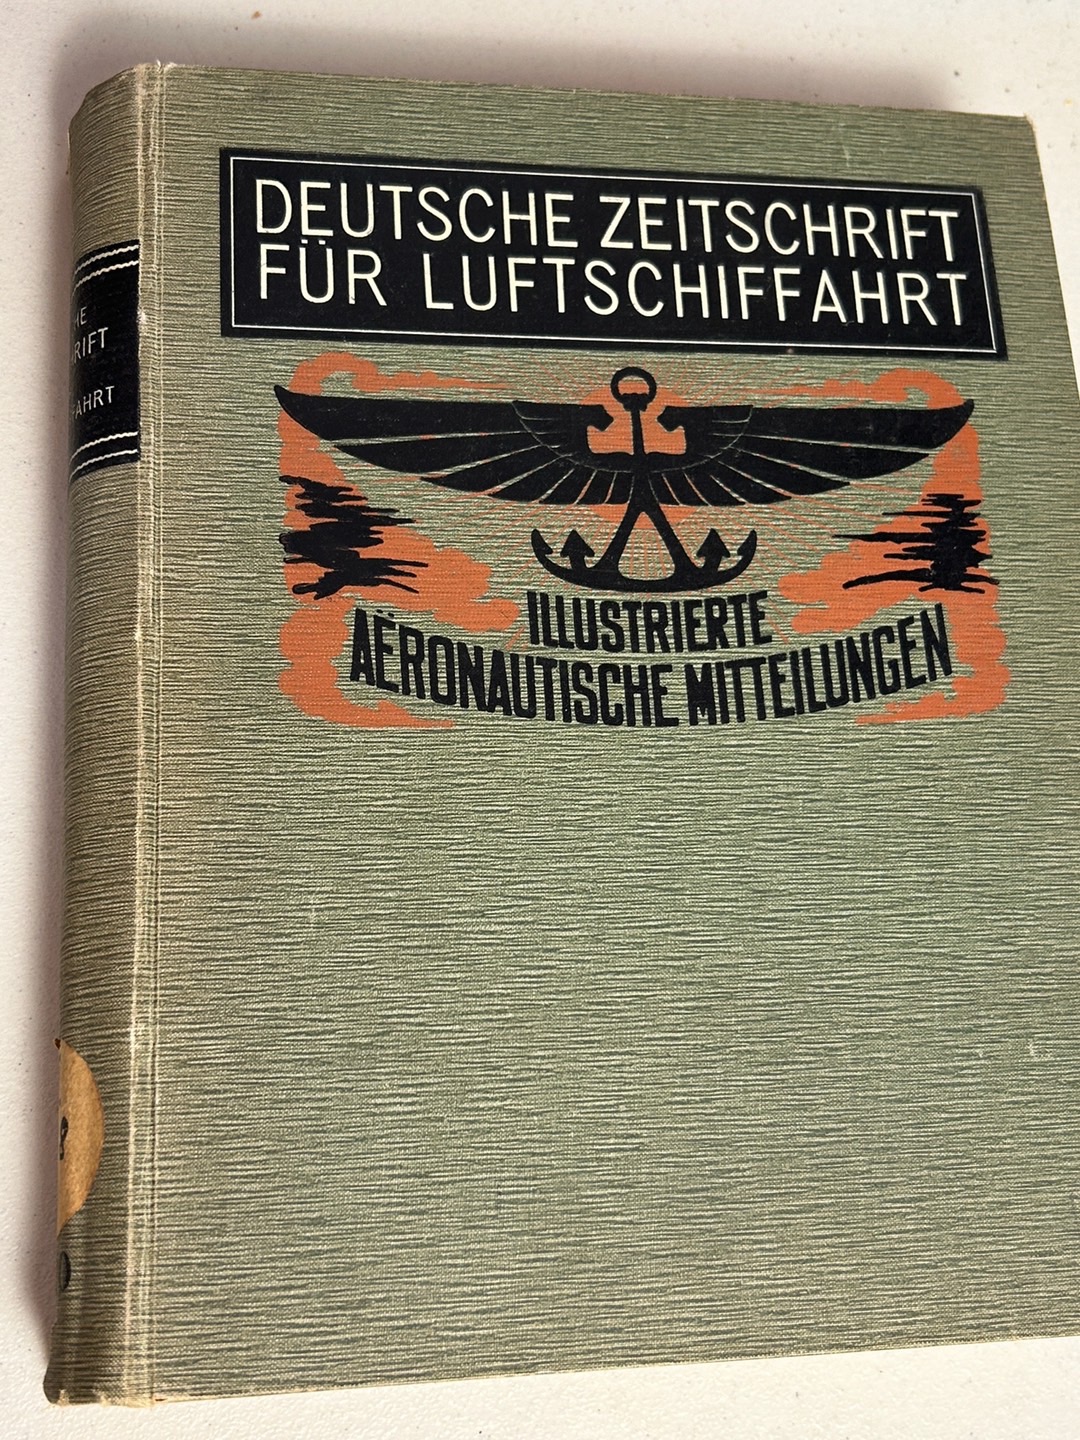 DEUTSCHE ZEITSCHRIFT
FÜR LUFTSCHIFFAHRT
ILLUSTRIERTE
AËRONAUTISCHE MITTEILUNGEN
HE
RIFT
FAHRT